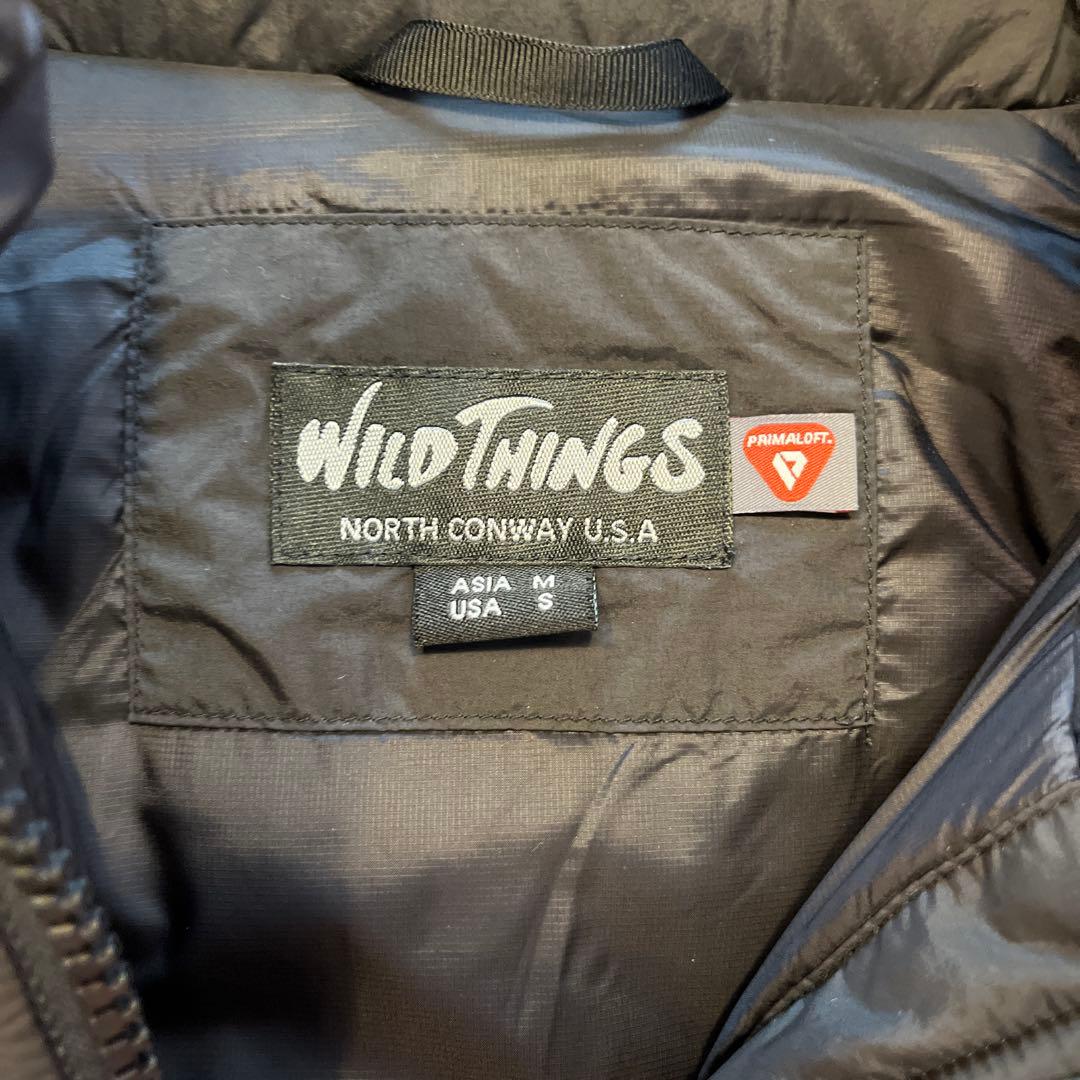 WILD THINGS
NORTH CONWAY U.S.A
PRIMALOFT®
ASIA M
USA S